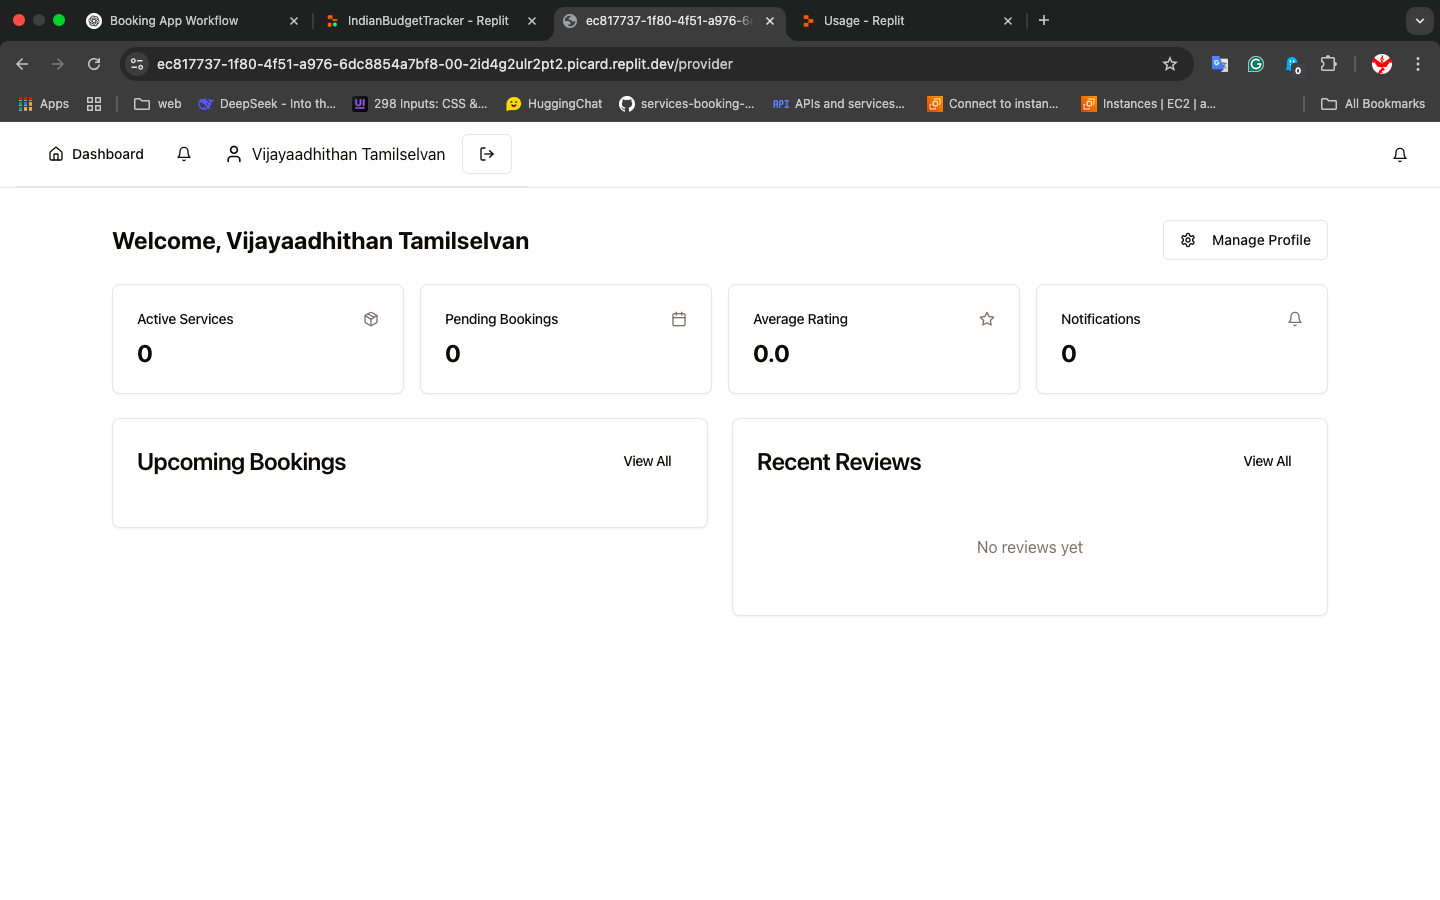 Booking App Workflow
IndianBudgetTracker - Replit
ec817737-1f80-4f51-a976-6
Usage - Replit
ec817737-1f80-4f51-a976-6dc8854a7bf8-00-2id4g2ulr2pt2.picard.replit.dev/provider
0
Apps
web
DeepSeek - Into th...
UI
298 Inputs: CSS &...
HuggingChat
services-booking-...
API
APIs and services...
Connect to instan...
Instances | EC2 | a...
All Bookmarks
Dashboard
Vijayaadhithan Tamilselvan
Welcome, Vijayaadhithan Tamilselvan
Manage Profile
Active Services
0
Pending Bookings
0
Average Rating
0.0
Notifications
0
Upcoming Bookings
View All
Recent Reviews
View All
No reviews yet